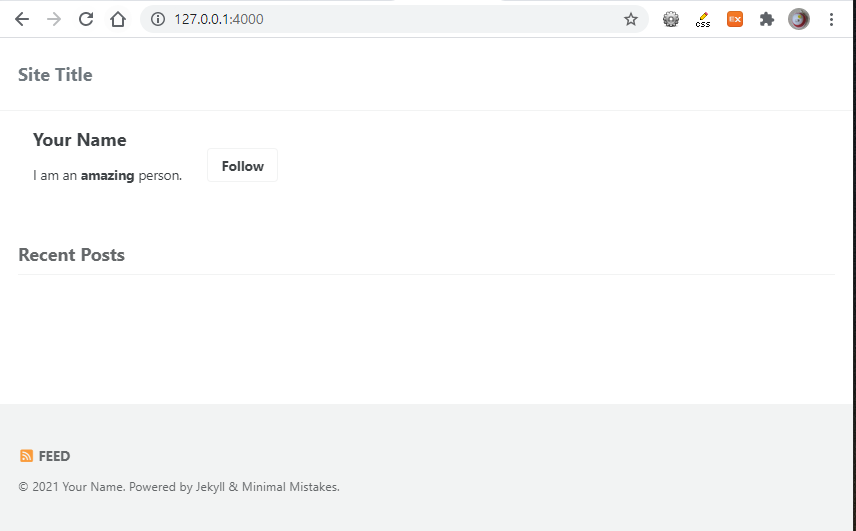 127.0.0.1:4000
css
EX
Site Title
Your Name
I am an amazing person.
Follow
Recent Posts
FEED
© 2021 Your Name. Powered by Jekyll & Minimal Mistakes.